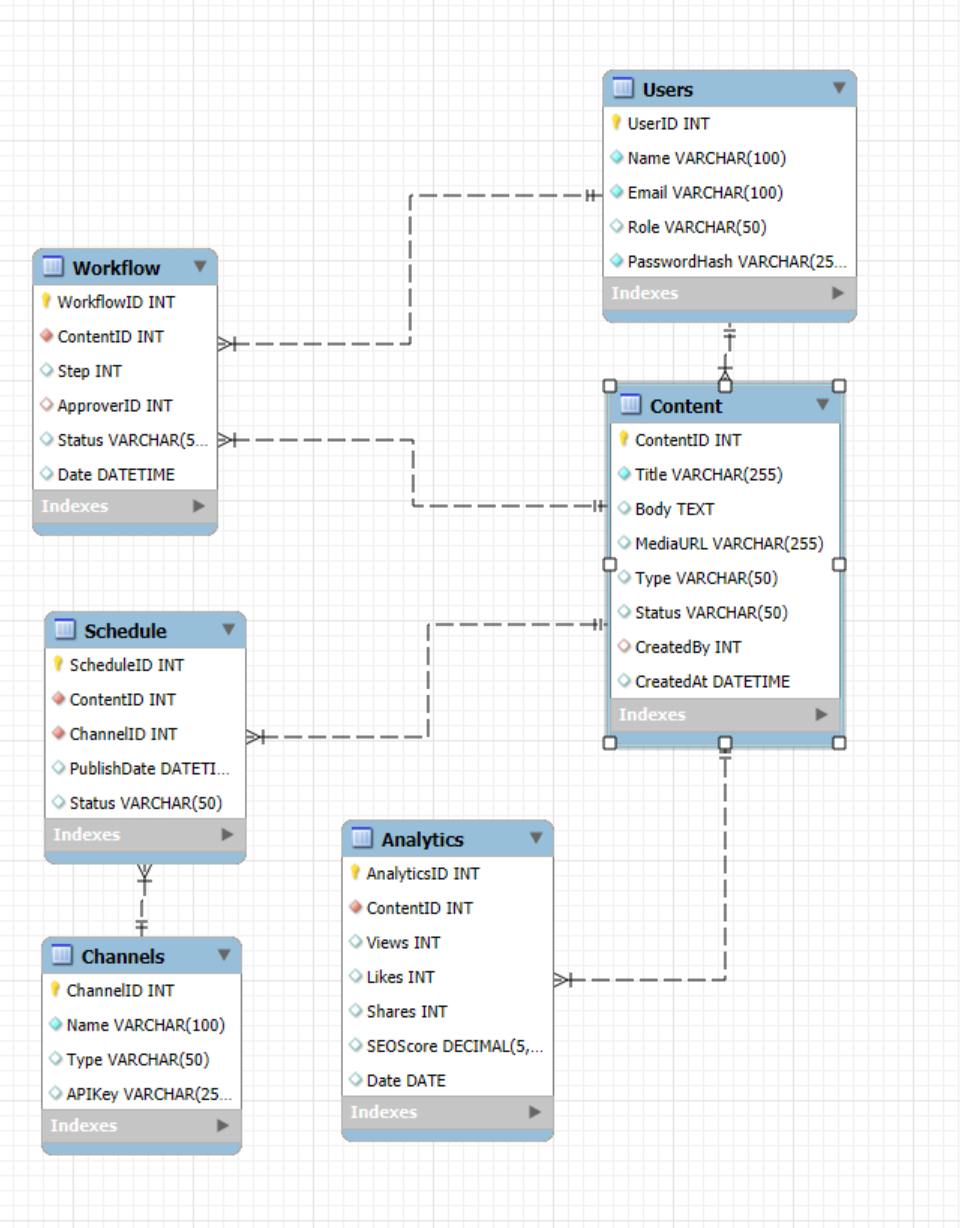 Users
UserID INT
Name VARCHAR(100)
Email VARCHAR(100)
Role VARCHAR(50)
PasswordHash VARCHAR(25...
Indexes
Workflow
WorkflowID INT
ContentID INT
Step INT
ApproverID INT
Status VARCHAR(5...
Date DATETIME
Indexes
Content
ContentID INT
Title VARCHAR(255)
Body TEXT
MediaURL VARCHAR(255)
Type VARCHAR(50)
Status VARCHAR(50)
CreatedBy INT
CreatedAt DATETIME
Indexes
Schedule
ScheduleID INT
ContentID INT
ChannelID INT
PublishDate DATETI...
Status VARCHAR(50)
Indexes
Analytics
AnalyticsID INT
ContentID INT
Views INT
Likes INT
Shares INT
SEOScore DECIMAL(5,...
Date DATE
Indexes
Channels
ChannelID INT
Name VARCHAR(100)
Type VARCHAR(50)
APIKey VARCHAR(25...
Indexes